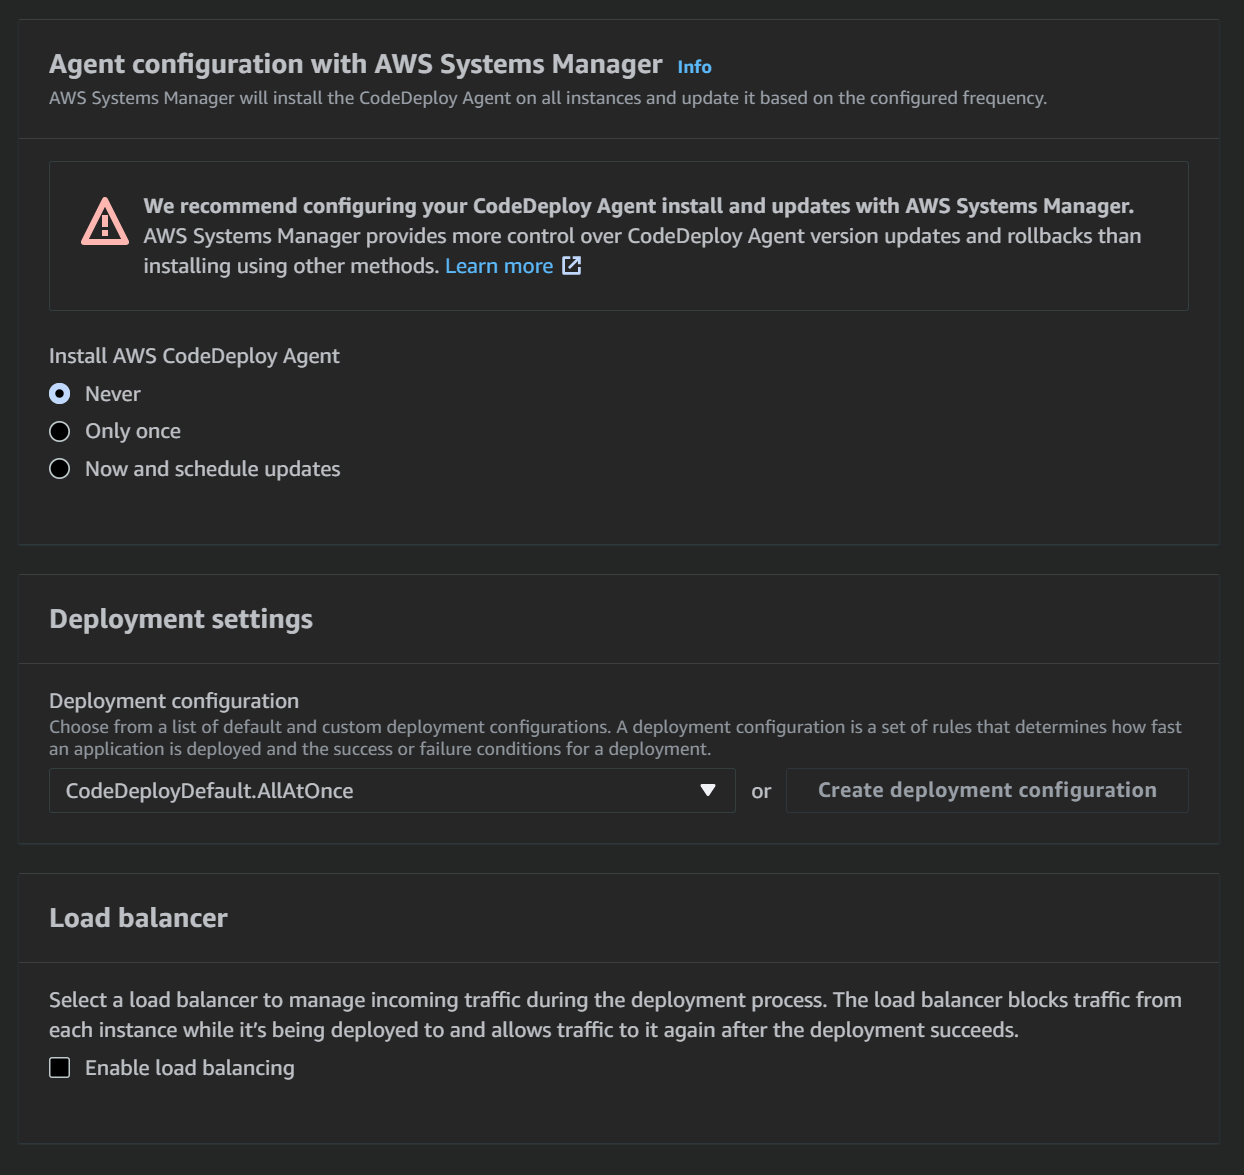 Agent configuration with AWS Systems Manager Info
AWS Systems Manager will install the CodeDeploy Agent on all instances and update it based on the configured frequency.
We recommend configuring your CodeDeploy Agent install and updates with AWS Systems Manager.
AWS Systems Manager provides more control over CodeDeploy Agent version updates and rollbacks than
installing using other methods. Learn more
Install AWS CodeDeploy Agent
Never
Only once
Now and schedule updates
Deployment settings
Deployment configuration
Choose from a list of default and custom deployment configurations. A deployment configuration is a set of rules that determines how fast
an application is deployed and the success or failure conditions for a deployment.
CodeDeployDefault.AllAtOnce or Create deployment configuration
Load balancer
Select a load balancer to manage incoming traffic during the deployment process. The load balancer blocks traffic from
each instance while it’s being deployed to and allows traffic to it again after the deployment succeeds.
Enable load balancing